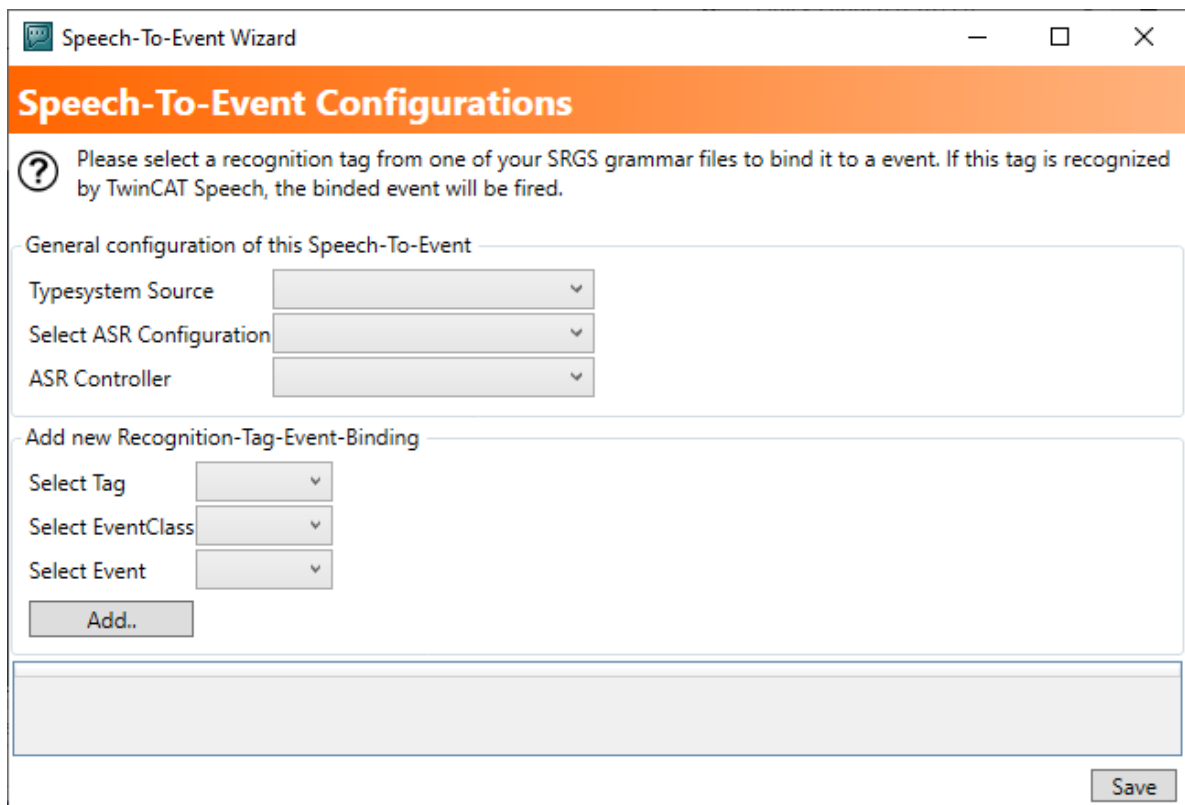 Speech-To-Event Wizard
Speech-To-Event Configurations
Please select a recognition tag from one of your SRGS grammar files to bind it to a event. If this tag is recognized
by TwinCAT Speech, the binded event will be fired.
General configuration of this Speech-To-Event
Typesystem Source
Select ASR Configuration
ASR Controller
Add new Recognition-Tag-Event-Binding
Select Tag
Select EventClass
Select Event
Add..
Save